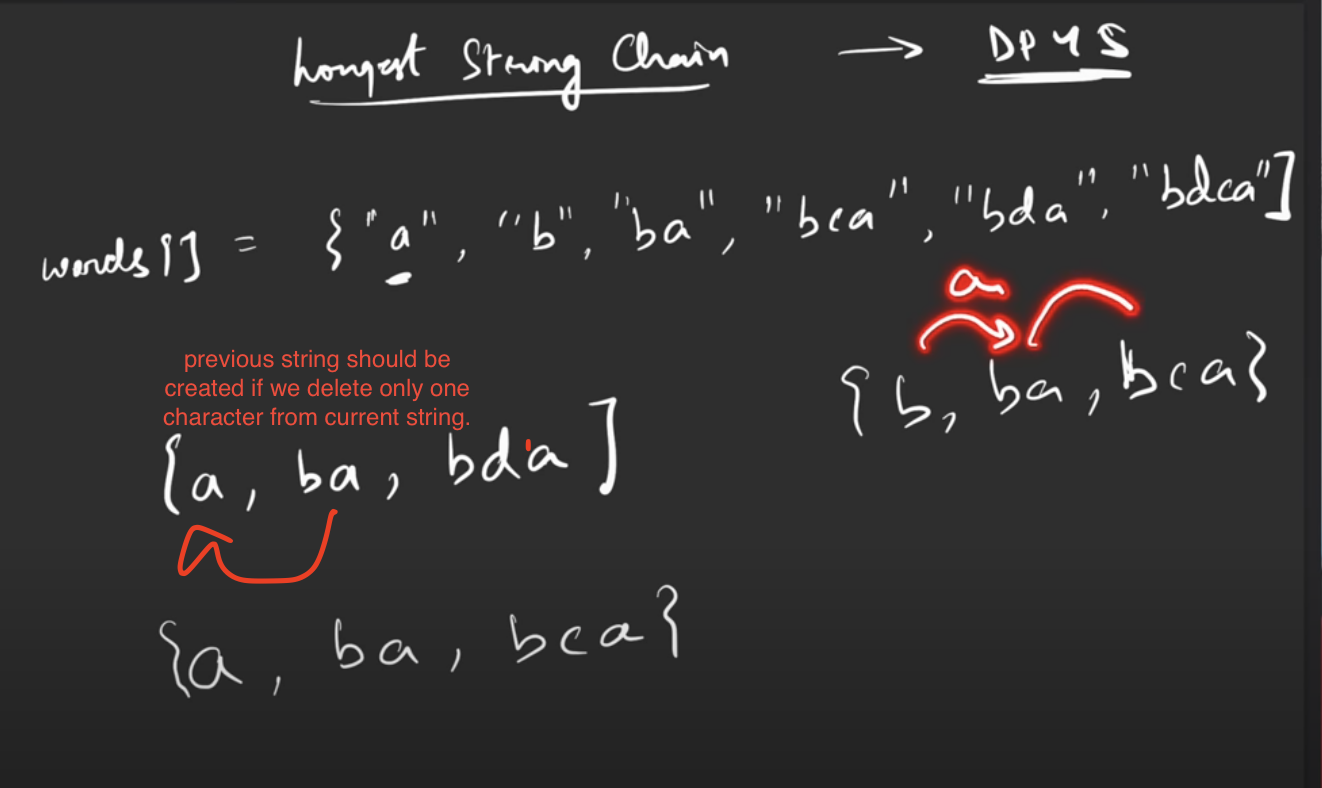 Longest String Chain → DP 45
words[] = {"a", "b", "ba", "bca", "bda", "bdca"]
a
{b, ba, bca}
previous string should be
created if we delete only one
character from current string.
{a, ba, bda]
{a, ba, bca}